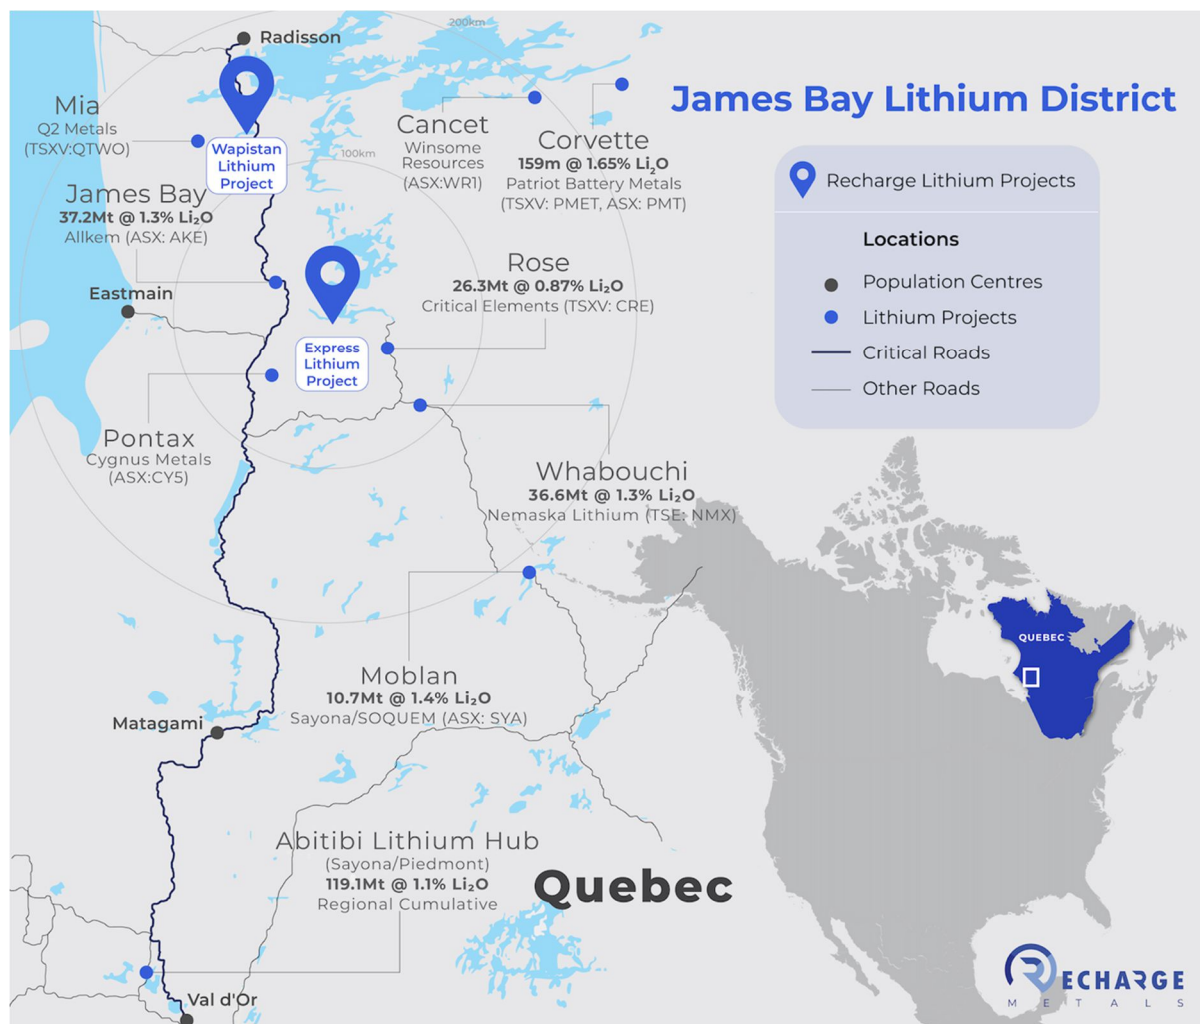 200km
Radisson
James Bay Lithium District
Mia
Q2 Metals
(TSXV:QTWO)
Wapistan
Lithium
Project
100km
Cancet
Winsome
Resources
(ASX:WR1)
Corvette
159m @ 1.65% Li₂O
Patriot Battery Metals
(TSXV: PMET, ASX: PMT)
Recharge Lithium Projects
Locations
Population Centres
Lithium Projects
Critical Roads
Other Roads
James Bay
37.2Mt @ 1.3% Li₂O
Allkem (ASX: AKE)
Eastmain
Rose
26.3Mt @ 0.87% Li₂O
Critical Elements (TSXV: CRE)
Express
Lithium
Project
Pontax
Cygnus Metals
(ASX:CY5)
Whabouchi
36.6Mt @ 1.3% Li₂O
Nemaska Lithium (TSE: NMX)
QUEBEC
Moblan
10.7Mt @ 1.4% Li₂O
Sayona/SOQUEM (ASX: SYA)
Matagami
Abitibi Lithium Hub
(Sayona/Piedmont)
119.1Mt @ 1.1% Li₂O
Regional Cumulative
Quebec
Val d'Or
RECHARGE
METALS